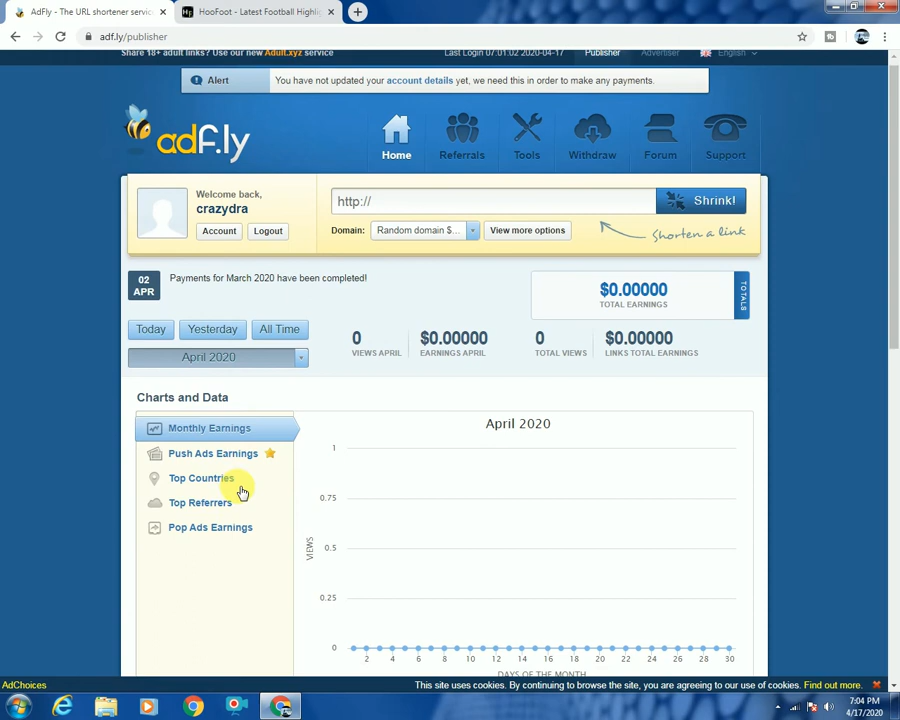 AdFly - The URL shortener servic
HooFoot - Latest Football Highlig
adf.ly/publisher
Share 18+ adult links? Use our new Adult.xyz service
Last Login 07:01:02 2020-04-17
Publisher
Advertiser
English
Alert
You have not updated your account details yet, we need this in order to make any payments.
adf.ly
Home
Referrals
Tools
Withdraw
Forum
Support
Welcome back,
crazydra
Account
Logout
http://
Shrink!
Domain:
Random domain $...
View more options
Shorten a link
02
APR
Payments for March 2020 have been completed!
$0.00000
TOTAL EARNINGS
TOTALS
Today
Yesterday
All Time
April 2020
0
VIEWS APRIL
$0.00000
EARNINGS APRIL
0
TOTAL VIEWS
$0.00000
LINKS TOTAL EARNINGS
Charts and Data
Monthly Earnings
Push Ads Earnings
Top Countries
Top Referrers
Pop Ads Earnings
April 2020
1
0.75
0.5
0.25
0
VIEWS
2 4 6 8 10 12 14 16 18 20 22 24 26 28 30
DAYS OF THE MONTH
AdChoices
This site uses cookies. By continuing to browse the site, you are agreeing to our use of cookies. Find out more.
7:04 PM
4/17/2020